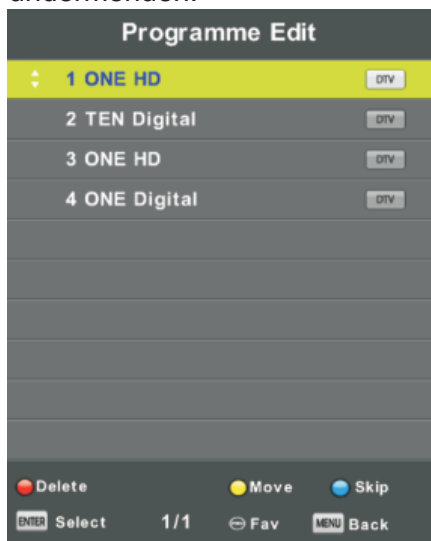 Programme Edit
1 ONE HD DTV
2 TEN Digital DTV
3 ONE HD DTV
4 ONE Digital DTV
Delete Move Skip
ENTER Select 1/1 Fav MENU Back